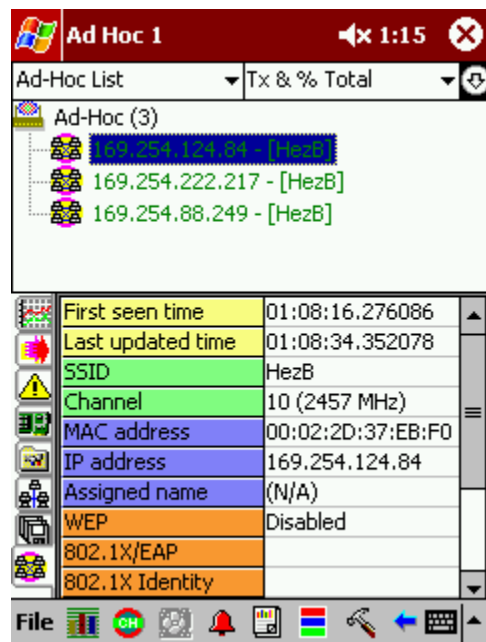 Ad Hoc 1 1:15
Ad-Hoc List Tx & % Total
Ad-Hoc (3)
169.254.124.84 - [HezB]
169.254.222.217 - [HezB]
169.254.88.249 - [HezB]
First seen time 01:08:16.276086
Last updated time 01:08:34.352078
SSID HezB
Channel 10 (2457 MHz)
MAC address 00:02:2D:37:EB:F0
IP address 169.254.124.84
Assigned name (N/A)
WEP Disabled
802.1X/EAP
802.1X Identity
File CH